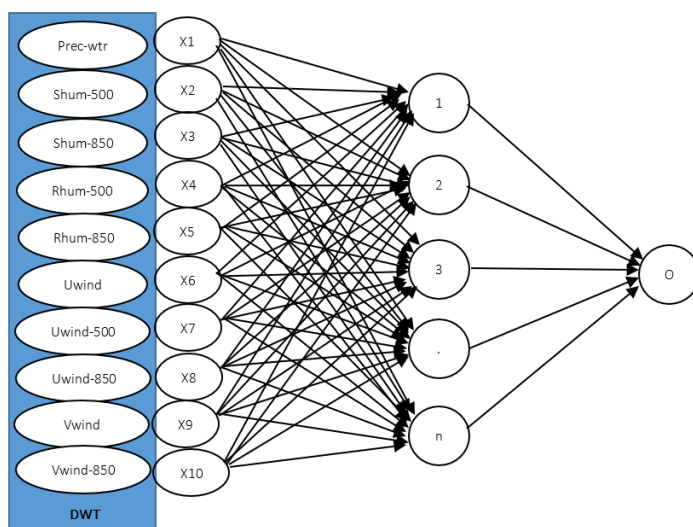 Prec-wtr X1
Shum-500 X2
Shum-850 X3
Rhum-500 X4
Rhum-850 X5
Uwind X6
Uwind-500 X7
Uwind-850 X8
Vwind X9
Vwind-850 X10
DWT
1
2
3
.
n
O